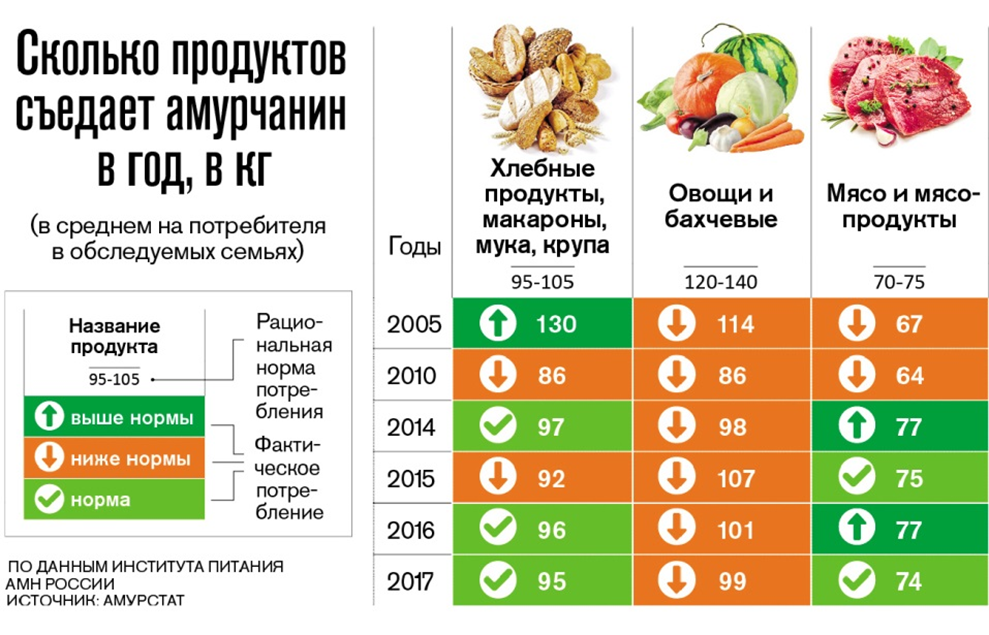 Сколько продуктов
съедает амурчанин
в год, в кг
(в среднем на потребителя
в обследуемых семьях)
Название
продукта
95-105
Рацио-
нальная
норма
потре-
бления
выше нормы
ниже нормы
норма
Факти-
ческое
потре-
бление
ПО ДАННЫМ ИНСТИТУТА ПИТАНИЯ
АМН РОССИИ
ИСТОЧНИК: АМУРСТАТ
Годы
Хлебные
продукты,
макароны,
мука, крупа
95-105
Овощи и
бахчевые
120-140
Мясо и мясо-
продукты
70-75
2005 130 114 67
2010 86 86 64
2014 97 98 77
2015 92 107 75
2016 96 101 77
2017 95 99 74